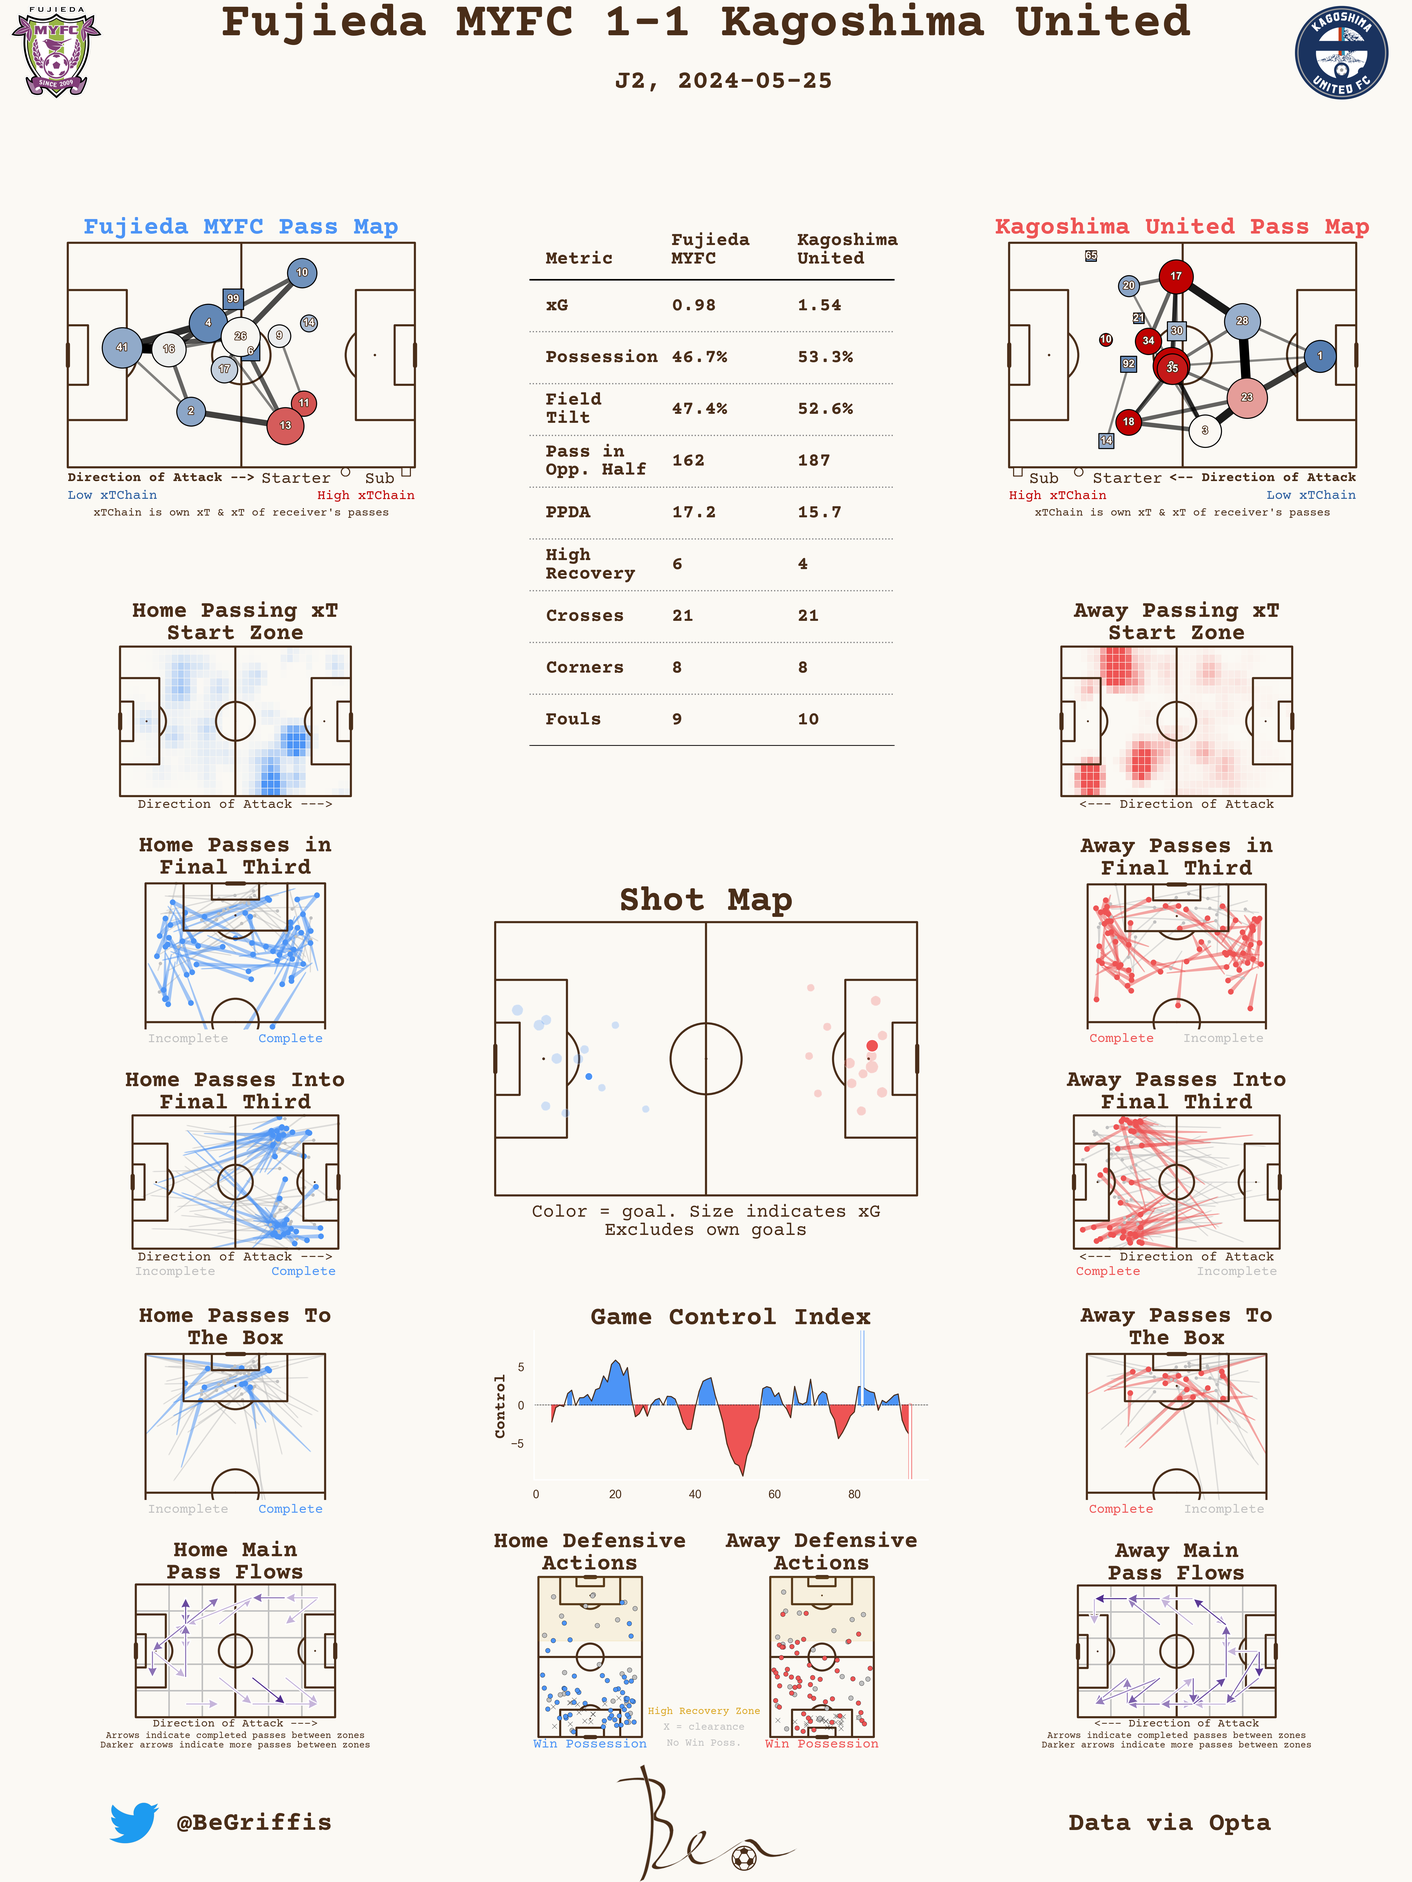 Fujieda MYFC 1-1 Kagoshima United
J2, 2024-05-25
FUJIEDA
MYFC
SINCE 2009
KAGOSHIMA
UNITED FC
Fujieda MYFC Pass Map
10
99
4
14
41
16
26
9
6
17
2
11
13
Direction of Attack --> Starter Sub
Low xTChain High xTChain
xTChain is own xT & xT of receiver's passes
Metric Fujieda MYFC Kagoshima United
xG 0.98 1.54
Possession 46.7% 53.3%
Field Tilt 47.4% 52.6%
Pass in Opp. Half 162 187
PPDA 17.2 15.7
High Recovery 6 4
Crosses 21 21
Corners 8 8
Fouls 9 10
Kagoshima United Pass Map
65
17
20
21
28
30
10
34
1
92
35
23
18
3
14
Sub Starter <-- Direction of Attack
High xTChain Low xTChain
xTChain is own xT & xT of receiver's passes
Home Passing xT
Start Zone
Direction of Attack --->
Away Passing xT
Start Zone
<--- Direction of Attack
Home Passes in
Final Third
Incomplete Complete
Away Passes in
Final Third
Complete Incomplete
Shot Map
Color = goal. Size indicates xG
Excludes own goals
Home Passes Into
Final Third
Direction of Attack --->
Incomplete Complete
Away Passes Into
Final Third
<--- Direction of Attack
Complete Incomplete
Home Passes To
The Box
Incomplete Complete
Game Control Index
Control
5
0
−5
0 20 40 60 80
Away Passes To
The Box
Complete Incomplete
Home Main
Pass Flows
Direction of Attack --->
Arrows indicate completed passes between zones
Darker arrows indicate more passes between zones
Home Defensive
Actions
Win Possession
High Recovery Zone
X = clearance
No Win Poss.
Away Defensive
Actions
Win Possession
Away Main
Pass Flows
<--- Direction of Attack
Arrows indicate completed passes between zones
Darker arrows indicate more passes between zones
@BeGriffis
Ben
Data via Opta